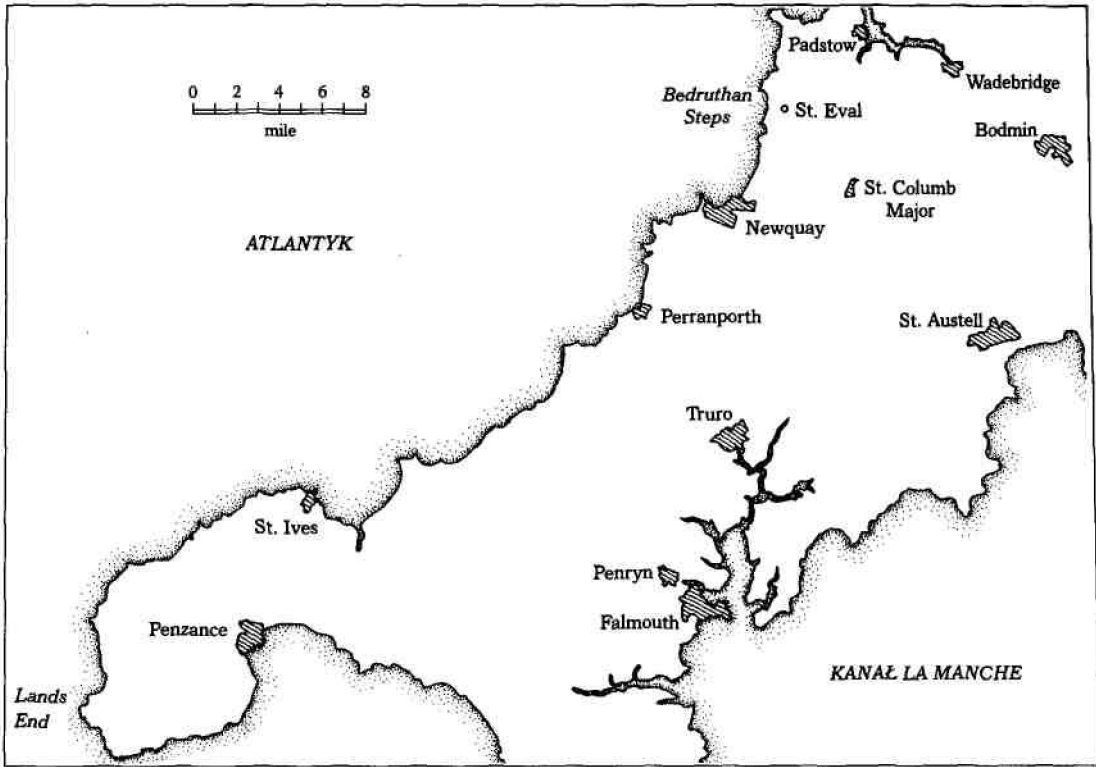 Padstow
Wadebridge
0 2 4 6 8
mile
Bedruthan
Steps
St. Eval
Bodmin
St. Columb
Major
Newquay
ATLANTYK
Perranporth
St. Austell
Truro
St. Ives
Penryn
Falmouth
Penzance
KANAŁ LA MANCHE
Lands
End